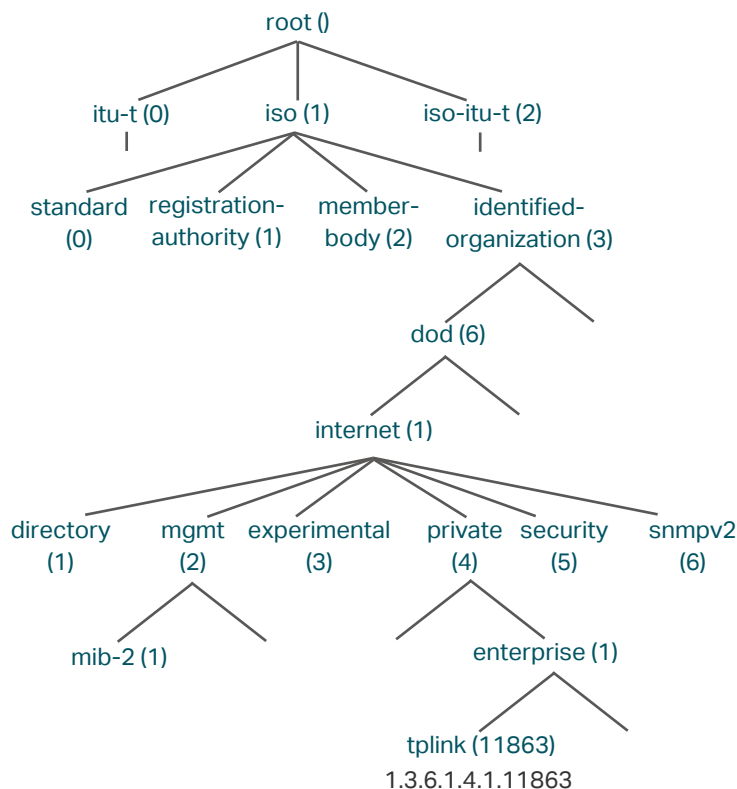 root ()
itu-t (0) iso (1) iso-itu-t (2)
standard registration- member- identified-
(0) authority (1) body (2) organization (3)
dod (6)
internet (1)
directory mgmt experimental private security snmpv2
(1) (2) (3) (4) (5) (6)
mib-2 (1) enterprise (1)
tplink (11863)
1.3.6.1.4.1.11863